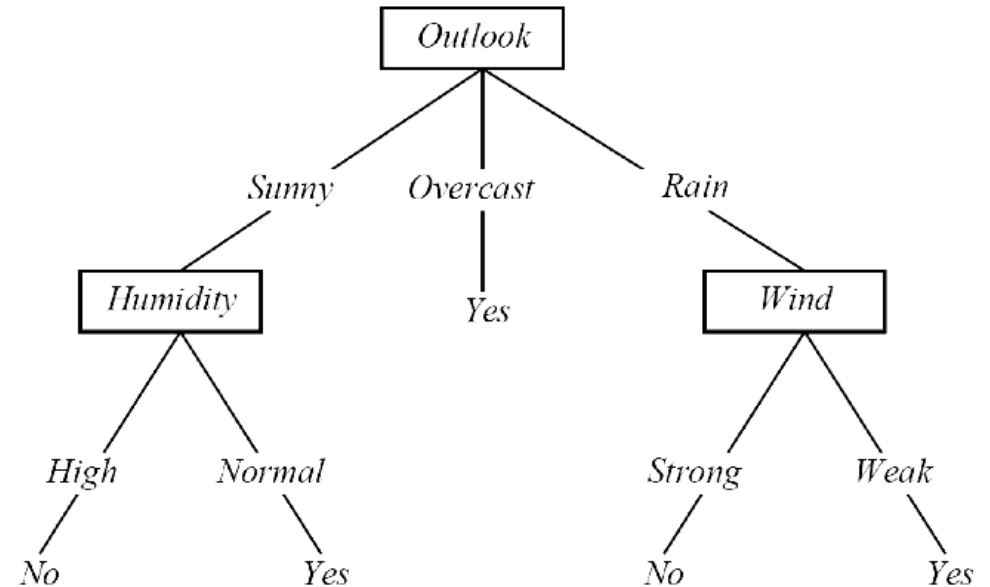 Outlook
Sunny Overcast Rain
Humidity Yes Wind
High Normal Strong Weak
No Yes No Yes